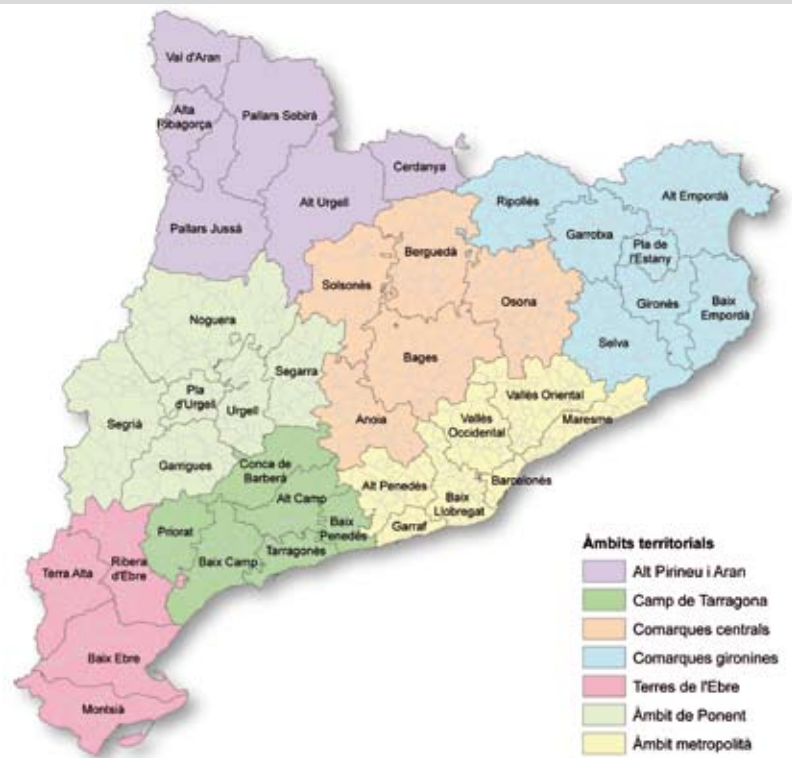 Val d'Aran
Alta
Ribagorça
Pallars Sobirà
Cerdanya
Alt Urgell
Pallars Jussà
Ripollès
Alt Empordà
Garrotxa
Pla de
l'Estany
Berguedà
Solsonès
Osona
Gironès
Baix
Empordà
Noguera
Selva
Bages
Segarra
Pla
d'Urgell
Urgell
Segrià
Anoia
Vallès Oriental
Vallès
Occidental
Maresme
Garrigues
Conca de
Barberà
Alt Penedès
Barcelonès
Baix
Llobregat
Alt Camp
Garraf
Priorat
Baix
Penedès
Tarragonès
Baix Camp
Terra Alta
Ribera
d'Ebre
Baix Ebre
Montsià
Àmbits territorials
Alt Pirineu i Aran
Camp de Tarragona
Comarques centrals
Comarques gironines
Terres de l'Ebre
Àmbit de Ponent
Àmbit metropolità